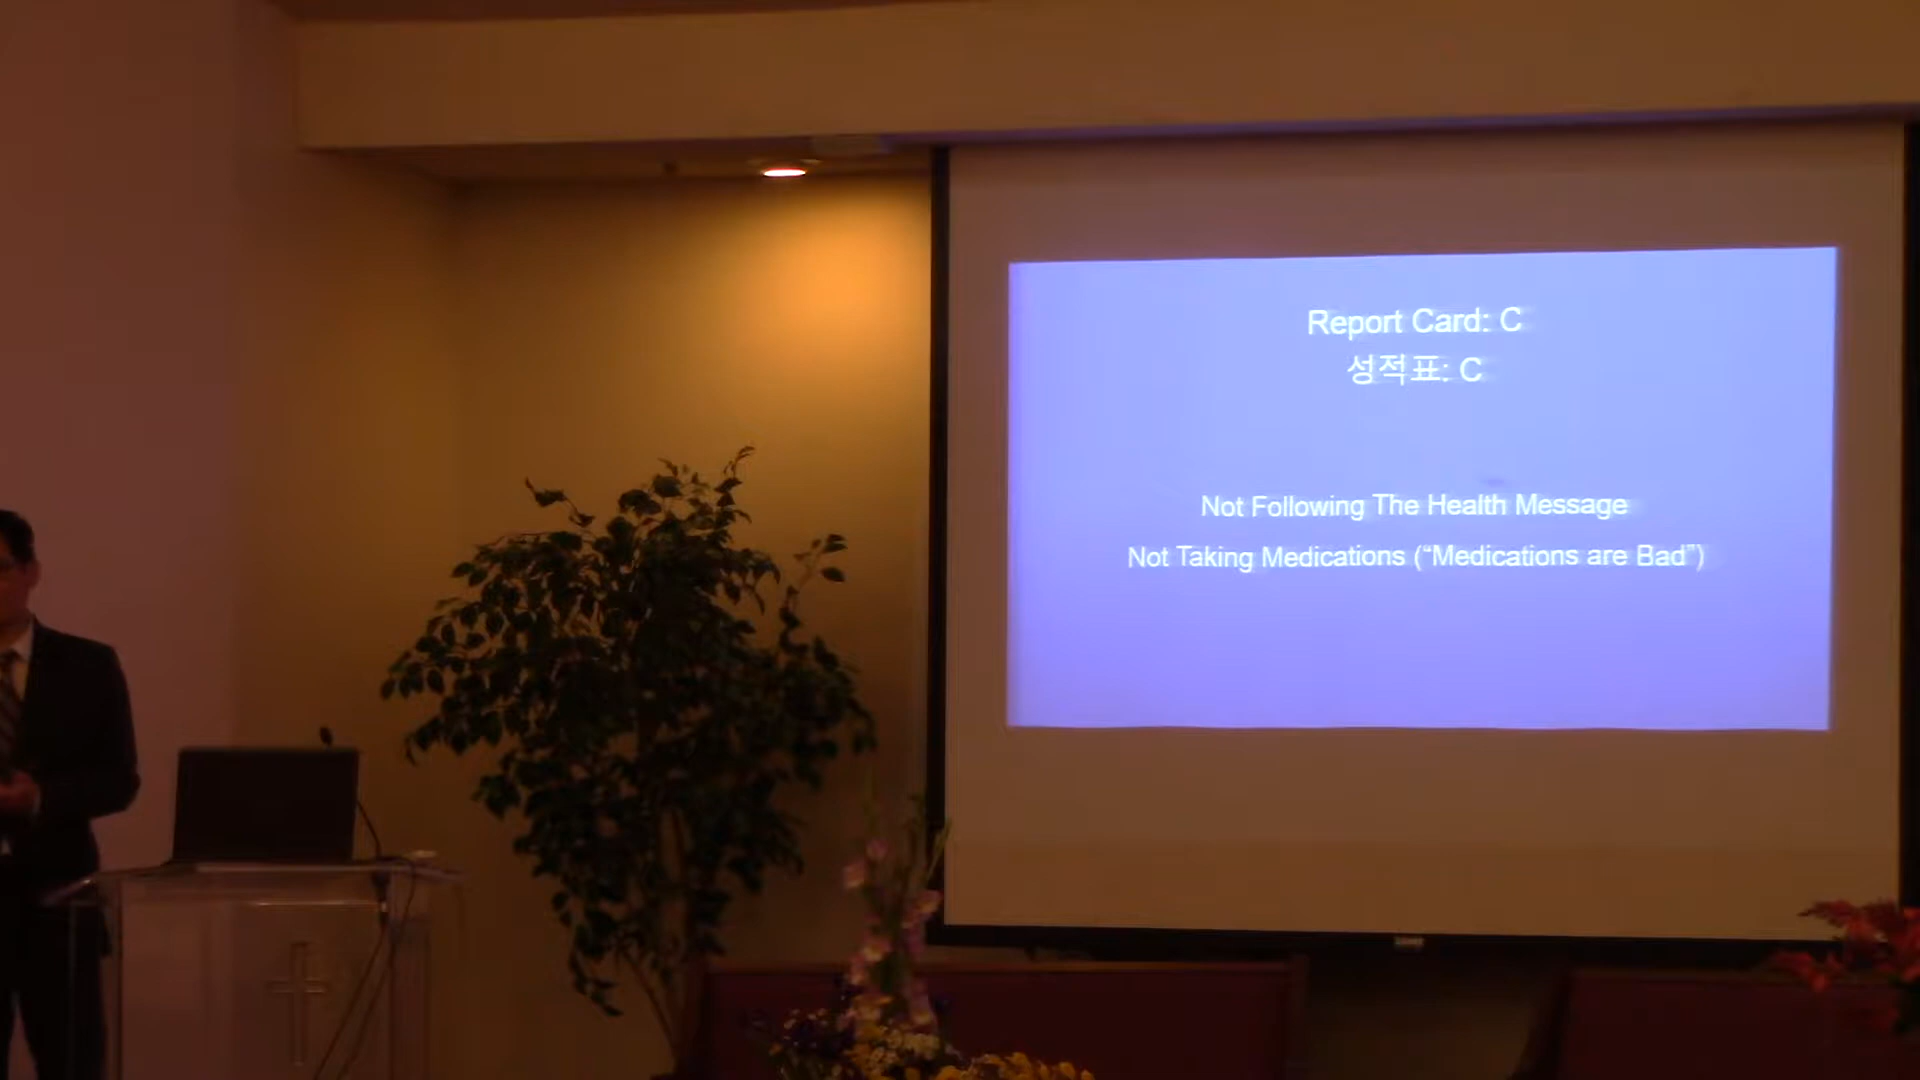 Report Card: C
성적표: C
Not Following The Health Message
Not Taking Medications (“Medications are Bad”)